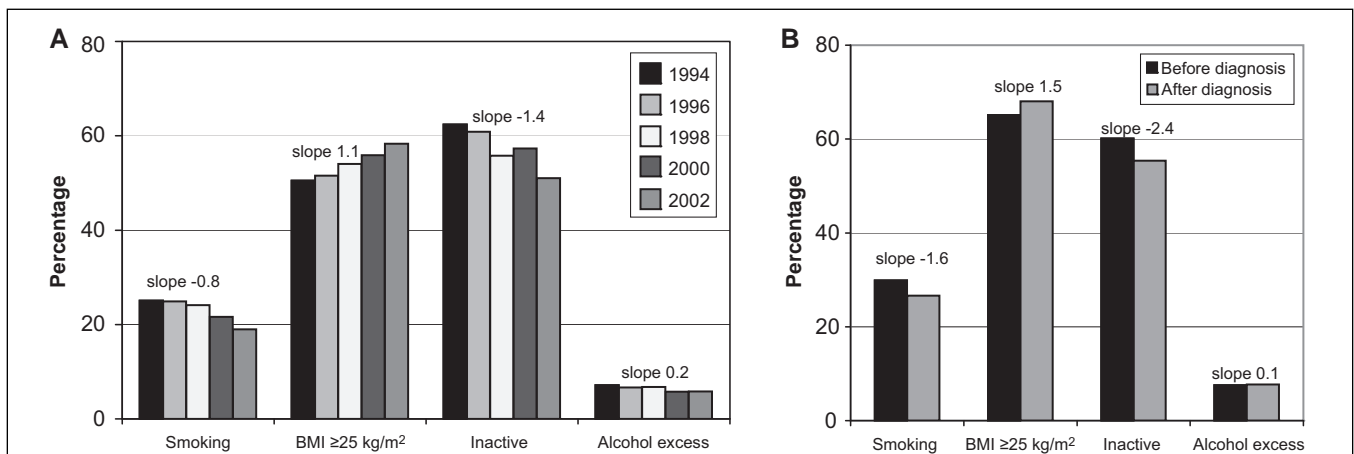 A
Percentage
80
60
40
20
0
slope -0.8
slope 1.1
slope -1.4
slope 0.2
1994
1996
1998
2000
2002
Smoking
BMI ≥25 kg/m²
Inactive
Alcohol excess
B
Percentage
80
60
40
20
0
slope -1.6
slope 1.5
slope -2.4
slope 0.1
Before diagnosis
After diagnosis
Smoking
BMI ≥25 kg/m²
Inactive
Alcohol excess